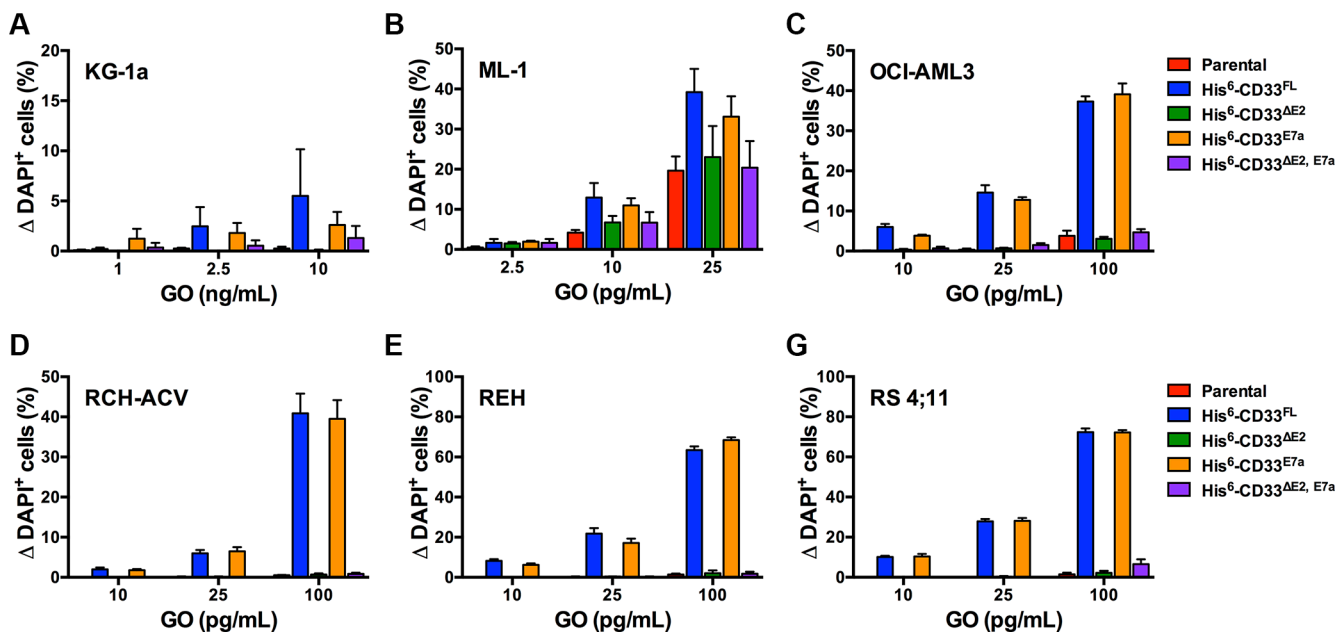 A
Δ DAPI⁺ cells (%)
20
15
10
5
0
KG-1a
1
2.5
10
GO (ng/mL)
B
Δ DAPI⁺ cells (%)
50
40
30
20
10
0
ML-1
2.5
10
25
GO (pg/mL)
C
Δ DAPI⁺ cells (%)
50
40
30
20
10
0
OCI-AML3
10
25
100
GO (pg/mL)
Parental
His⁶-CD33ᶠᴸ
His⁶-CD33ᐃᴱ²
His⁶-CD33ᴱ⁷ᵃ
His⁶-CD33ᐃᴱ², ᴱ⁷ᵃ
D
Δ DAPI⁺ cells (%)
50
40
30
20
10
0
RCH-ACV
10
25
100
GO (pg/mL)
E
Δ DAPI⁺ cells (%)
100
80
60
40
20
0
REH
10
25
100
GO (pg/mL)
G
Δ DAPI⁺ cells (%)
100
80
60
40
20
0
RS 4;11
10
25
100
GO (pg/mL)
Parental
His⁶-CD33ᶠᴸ
His⁶-CD33ᐃᴱ²
His⁶-CD33ᴱ⁷ᵃ
His⁶-CD33ᐃᴱ², ᴱ⁷ᵃ